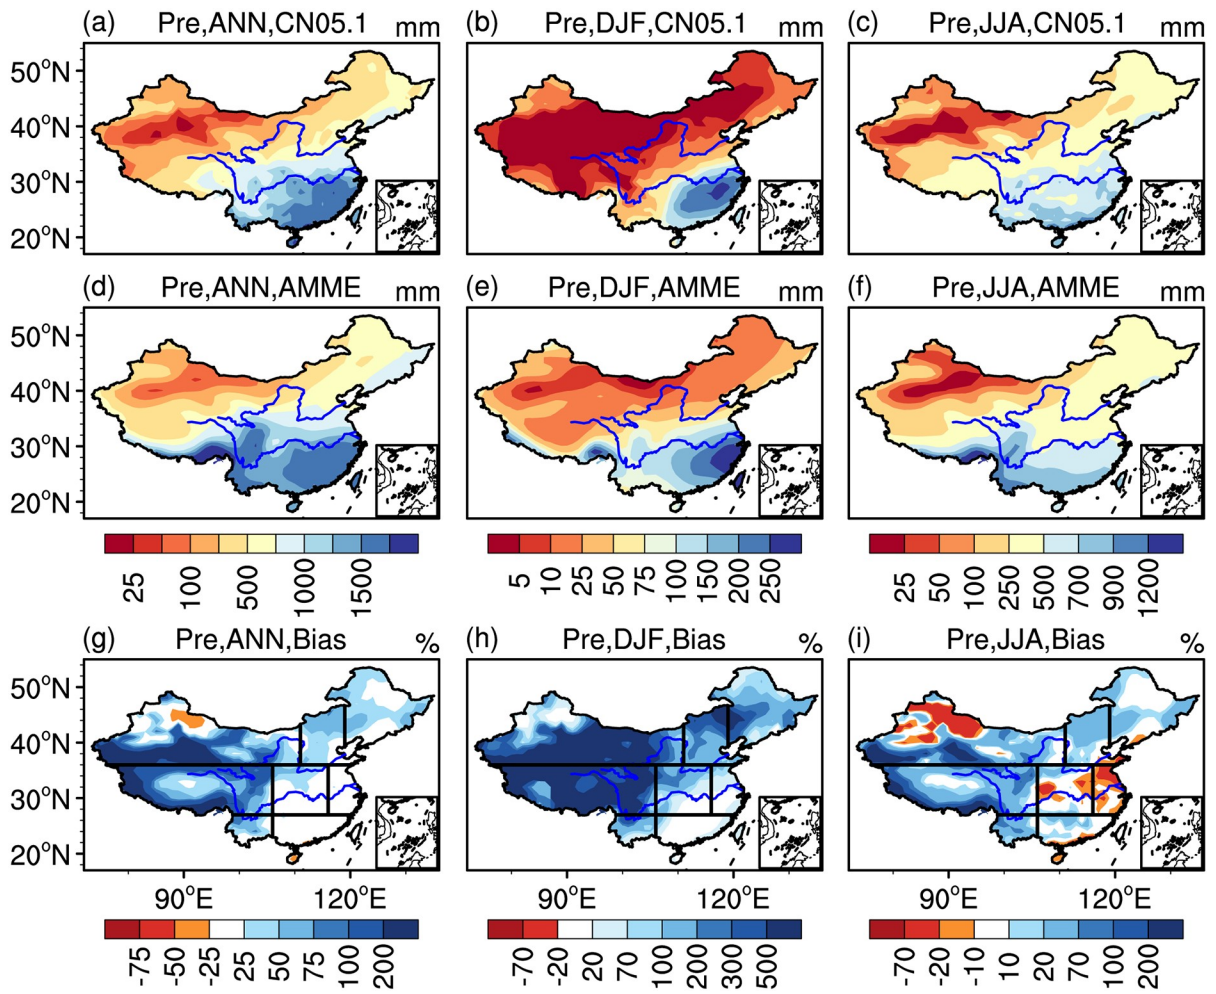 (a) Pre,ANN,CN05.1 mm
(b) Pre,DJF,CN05.1 mm
(c) Pre,JJA,CN05.1 mm
50°N
40°N
30°N
20°N
(d) Pre,ANN,AMME mm
(e) Pre,DJF,AMME mm
(f) Pre,JJA,AMME mm
50°N
40°N
30°N
20°N
25 100 500 1000 1500
5 10 25 50 75 100 150 200 250
25 50 100 250 500 700 900 1200
(g) Pre,ANN,Bias %
(h) Pre,DJF,Bias %
(i) Pre,JJA,Bias %
50°N
40°N
30°N
20°N
90°E 120°E
90°E 120°E
90°E 120°E
-75 -50 -25 25 50 75 100 200
-70 -20 20 70 100 200 300 500
-70 -20 -10 10 20 70 100 200